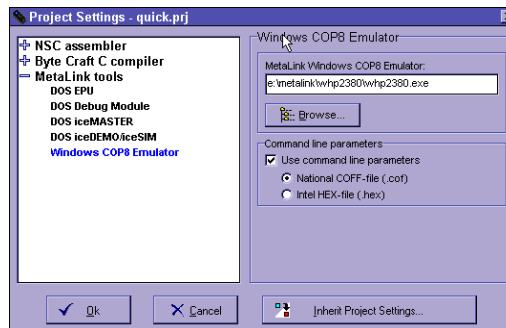 Project Settings - quick.prj
NSC assembler
Byte Craft C compiler
MetaLink tools
DOS EPU
DOS Debug Module
DOS iceMASTER
DOS iceDEMO/iceSIM
Windows COP8 Emulator
Windows COP8 Emulator
MetaLink Windows COP8 Emulator:
e:\metalink\whp2380\whp2380.exe
Browse...
Command line parameters
Use command line parameters
National COFF-file (.cof)
Intel HEX-file (.hex)
Ok
Cancel
Inherit Project Settings...